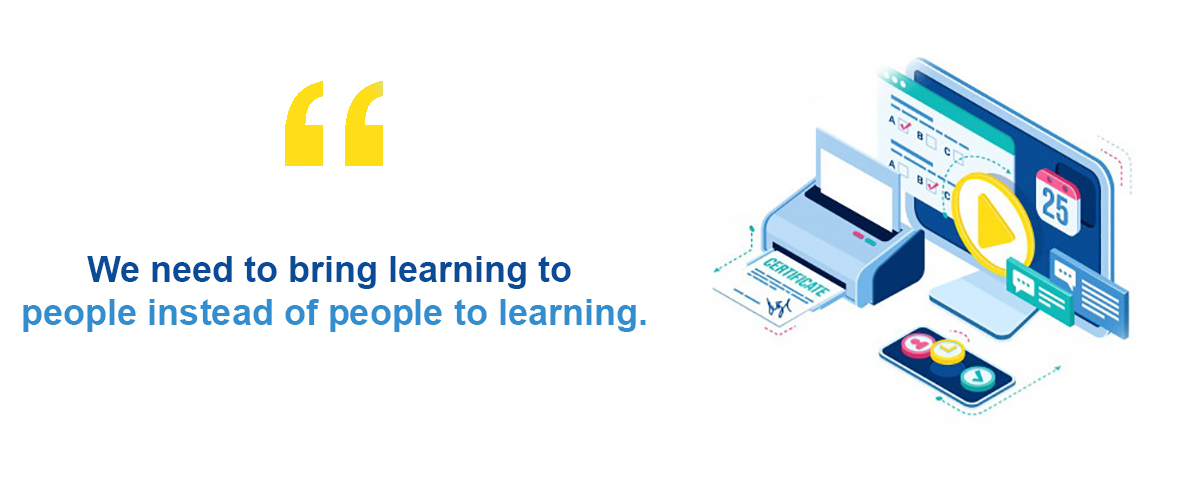 We need to bring learning to
people instead of people to learning.
A B C
A B C
25
CERTIFICATE